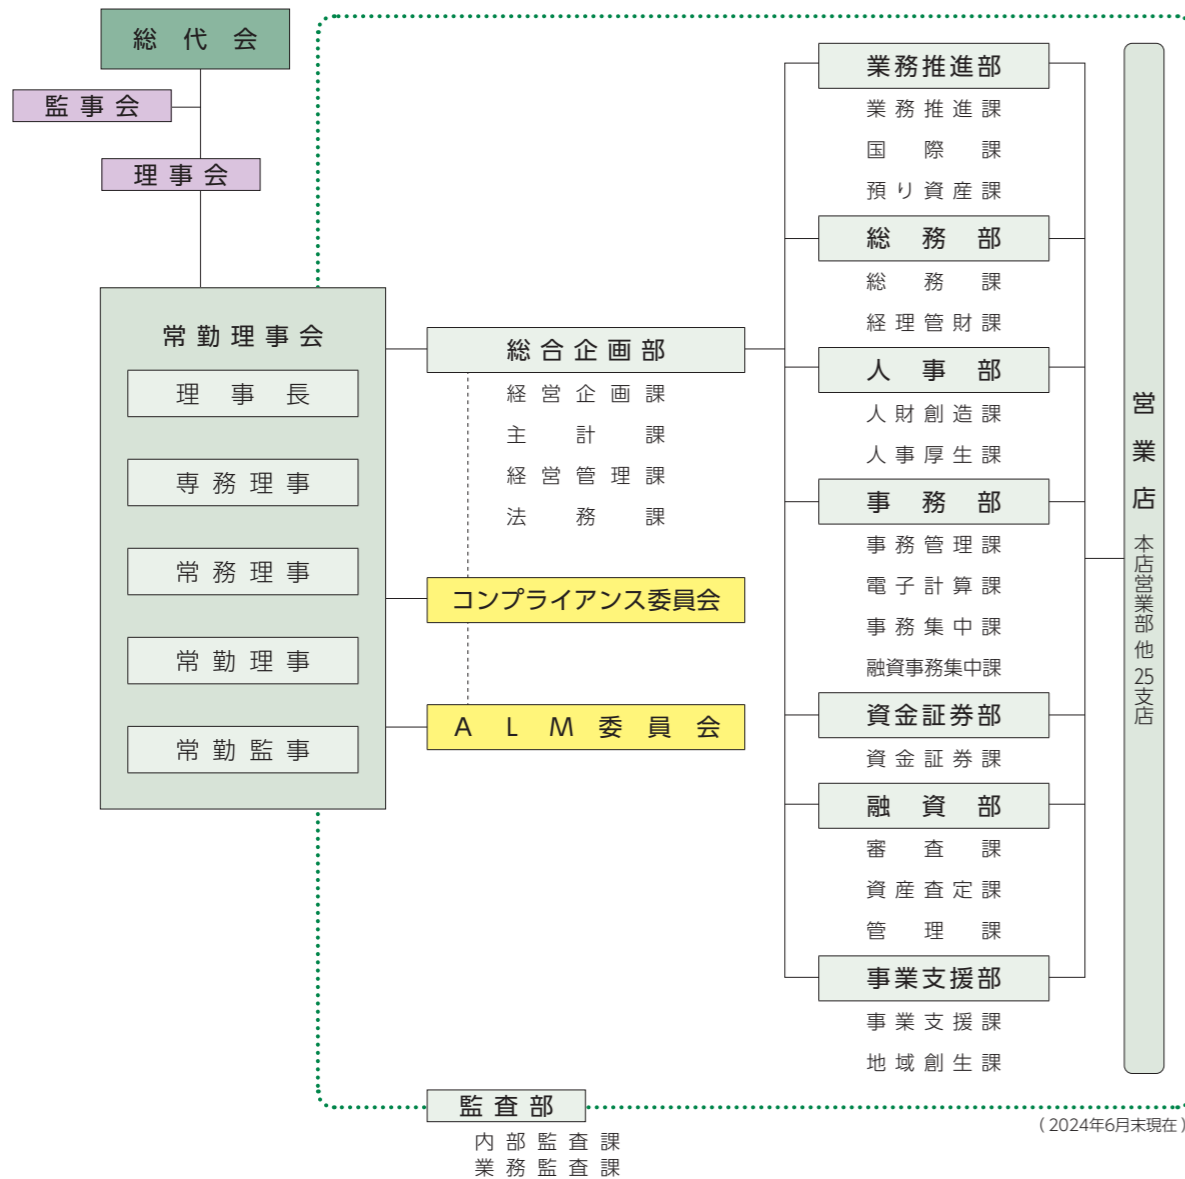 総代会
監事会
理事会
常勤理事会
理事長
専務理事
常務理事
常勤理事
常勤監事
総合企画部
経営企画課
主計課
経営管理課
法務課
コンプライアンス委員会
ALM委員会
業務推進部
業務推進課
国際課
預り資産課
総務部
総務課
経理管財課
人事部
人財創造課
人事厚生課
事務部
事務管理課
電子計算課
事務集中課
融資事務集中課
資金証券部
資金証券課
融資部
審査課
資産査定課
管理課
事業支援部
事業支援課
地域創生課
営業店 本店営業部 他 25支店
監査部
内部監査課
業務監査課
(2024年6月末現在)